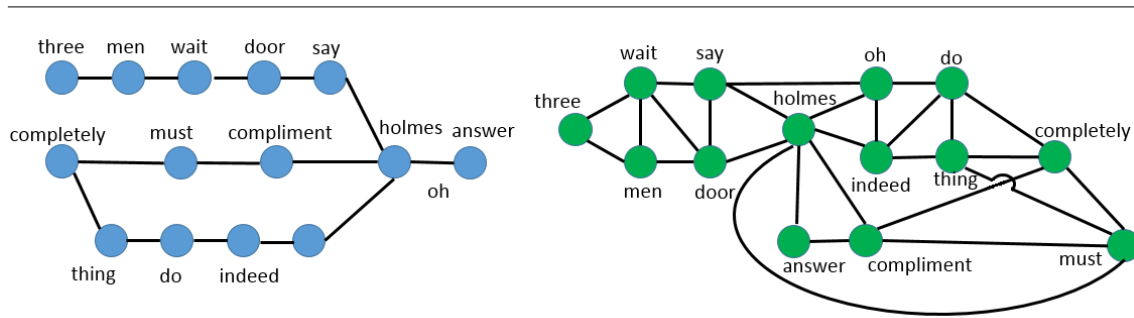 three men wait door say
completely must compliment holmes answer
oh
thing do indeed
wait say oh do
three holmes
completely
men door indeed thing
answer compliment must